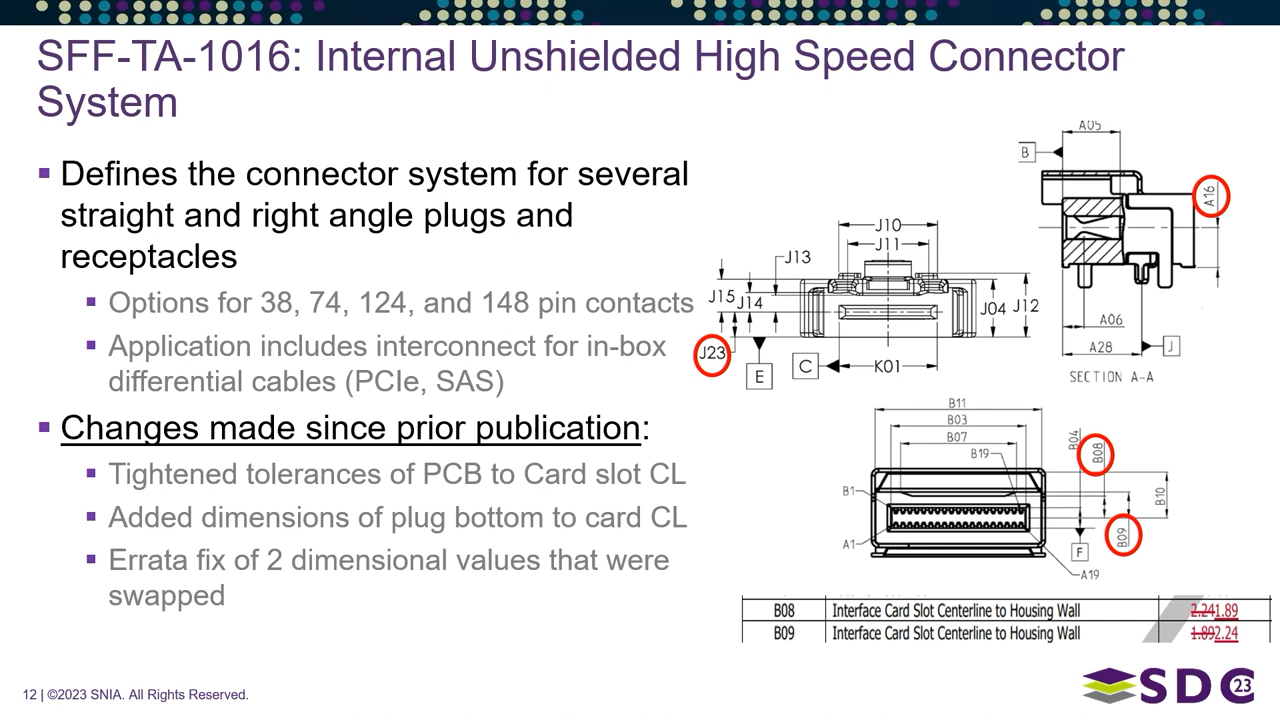 SFF-TA-1016: Internal Unshielded High Speed Connector
System
▪ Defines the connector system for several
straight and right angle plugs and
receptacles
▪ Options for 38, 74, 124, and 148 pin contacts
▪ Application includes interconnect for in-box
differential cables (PCIe, SAS)
▪ Changes made since prior publication:
▪ Tightened tolerances of PCB to Card slot CL
▪ Added dimensions of plug bottom to card CL
▪ Errata fix of 2 dimensional values that were
swapped
A05
B
A16
A06
A28
J
SECTION A-A
J10
J11
J13
J15
J14
J04
J12
J23
E
C
K01
B11
B03
B07
B19
B04
B08
B1
B10
A1
B09
F
A19
B08 Interface Card Slot Centerline to Housing Wall 2.241.89
B09 Interface Card Slot Centerline to Housing Wall 1.892.24
12 | ©2023 SNIA. All Rights Reserved.
SDC 23